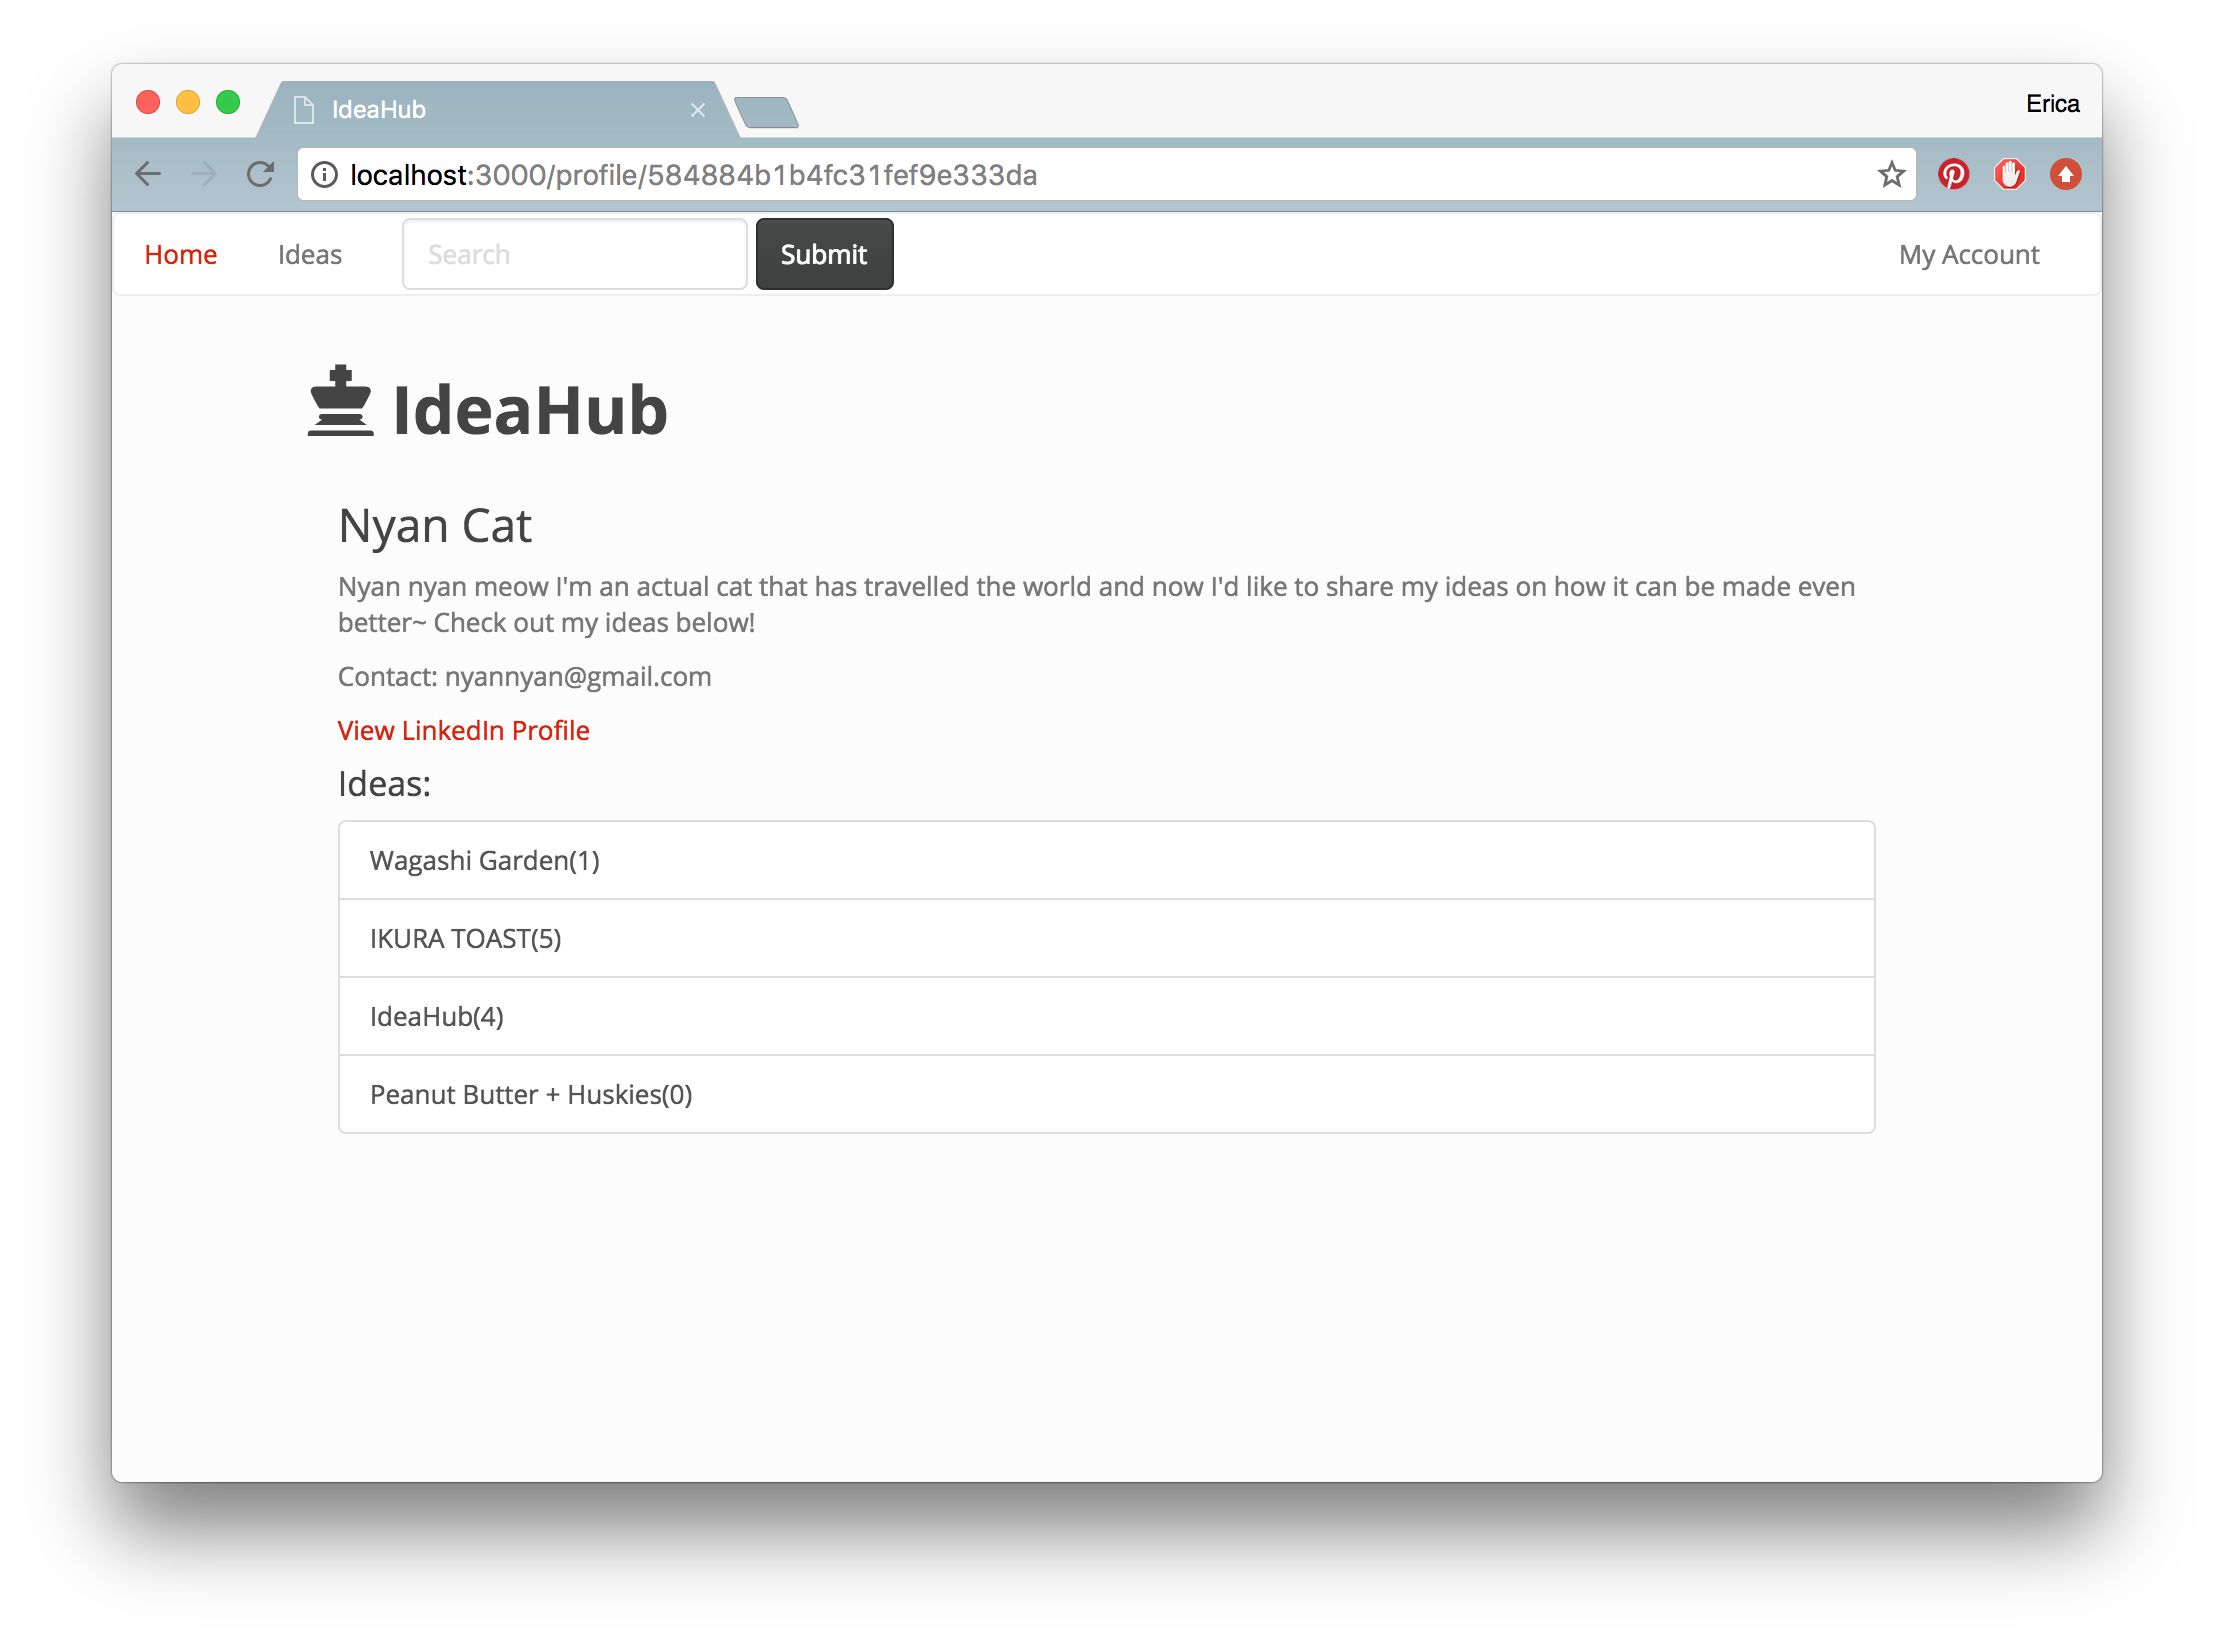 IdeaHub
Erica
localhost:3000/profile/584884b1b4fc31fef9e333da
Home Ideas Search Submit My Account
IdeaHub
Nyan Cat
Nyan nyan meow I'm an actual cat that has travelled the world and now I'd like to share my ideas on how it can be made even
better~ Check out my ideas below!
Contact: nyannyan@gmail.com
View LinkedIn Profile
Ideas:
Wagashi Garden(1)
IKURA TOAST(5)
IdeaHub(4)
Peanut Butter + Huskies(0)